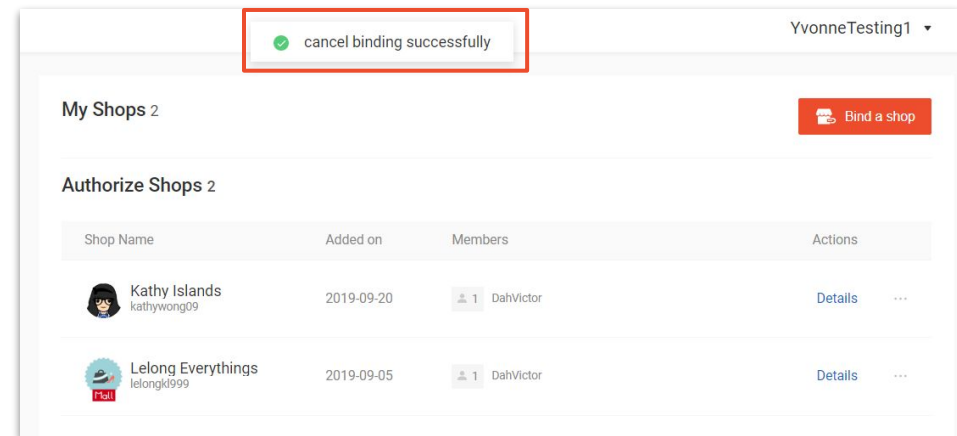 cancel binding successfully
YvonneTesting1
My Shops 2
Bind a shop
Authorize Shops 2
Shop Name Added on Members Actions
Kathy Islands
kathywong09
2019-09-20 1 DahVictor Details ...
Lelong Everythings
lelongkl999
Mall
2019-09-05 1 DahVictor Details ...